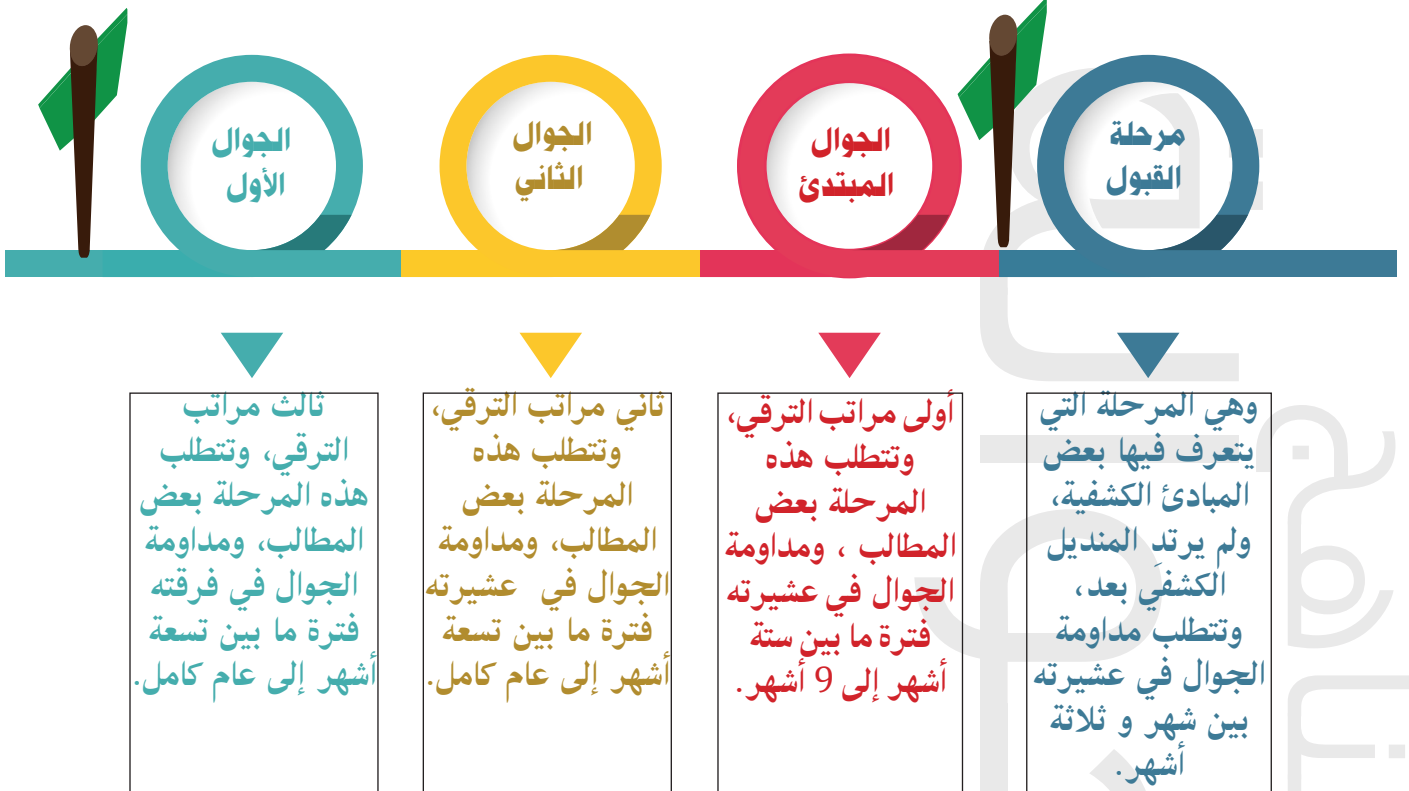 مرحلة
القبول
الجوال
المبتدئ
الجوال
الثاني
الجوال
الأول
وهي المرحلة التي
يتعرف فيها بعض
المبادئ الكشفية،
ولم يرتد المنديل
الكشفَي بعد،
وتتطلب مداومة
الجوال في عشيرته
بين شهر و ثلاثة
أشهر.
أولى مراتب الترقي،
وتتطلب هذه
المرحلة بعض
المطالب ، ومداومة
الجوال في عشيرته
فترة ما بين ستة
أشهر إلى 9 أشهر.
ثاني مراتب الترقي،
وتتطلب هذه
المرحلة بعض
المطالب، ومداومة
الجوال في عشيرته
فترة ما بين تسعة
أشهر إلى عام كامل.
ثالث مراتب
الترقي، وتتطلب
هذه المرحلة بعض
المطالب، ومداومة
الجوال في فرقته
فترة ما بين تسعة
أشهر إلى عام كامل.